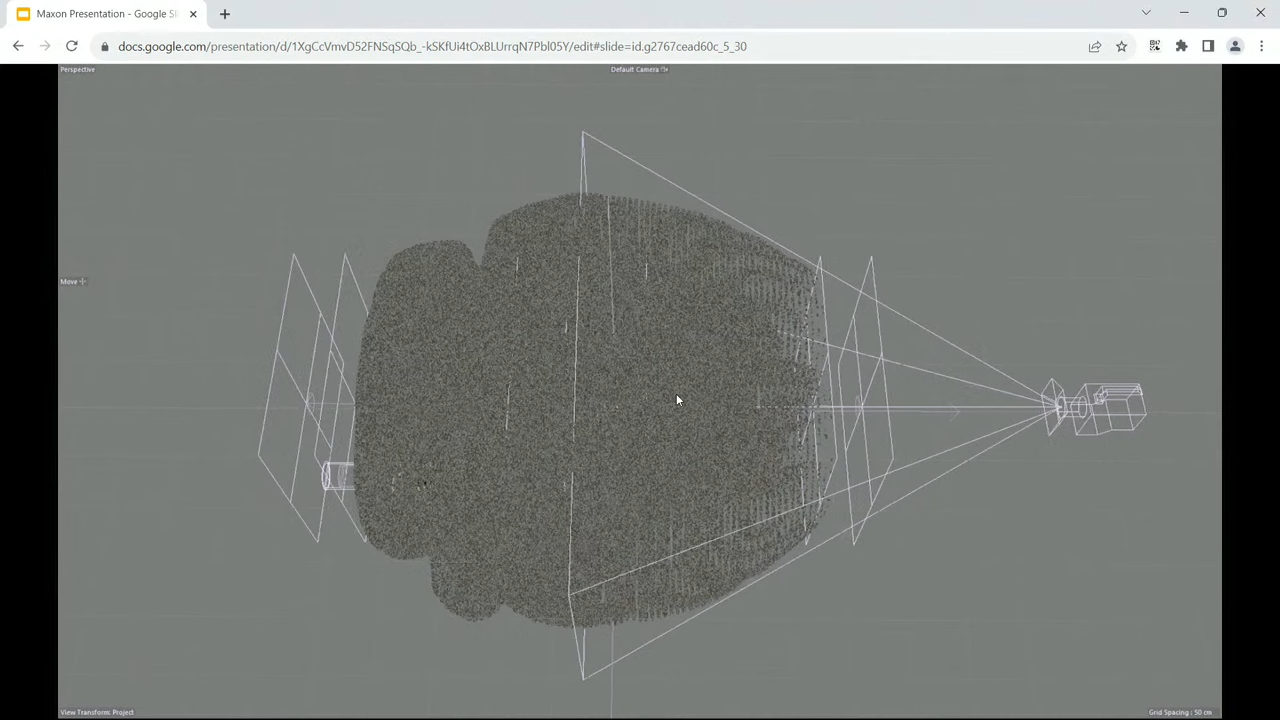 Maxon Presentation - Google Sl
docs.google.com/presentation/d/1XgCcVmvD52FNSqSQb_-kSKfUi4tOxBLUrrqN7Pbl05Y/edit#slide=id.g2767cead60c_5_30
Perspective
Default Camera
Move
View Transform: Project
Grid Spacing : 50 cm